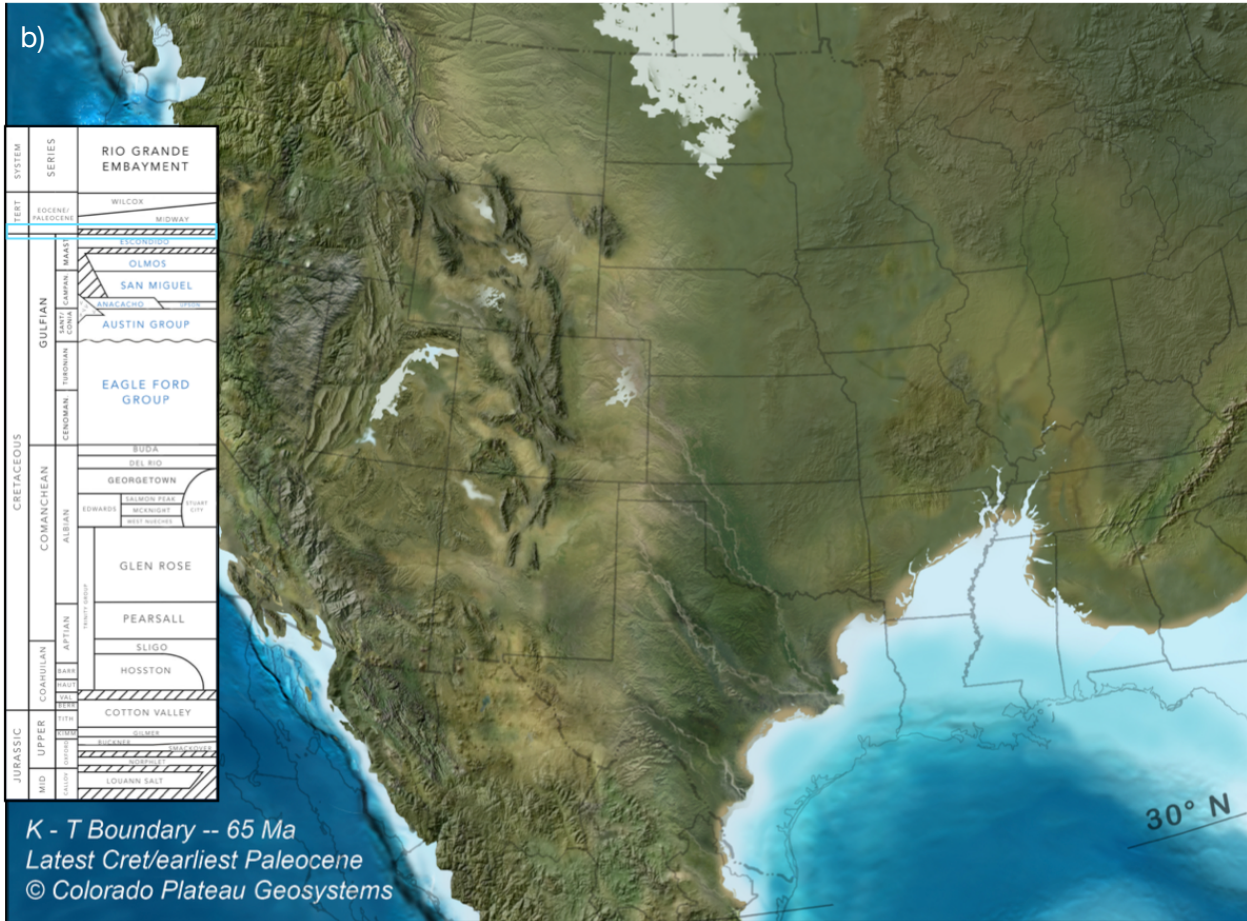 b)
SYSTEM
SERIES
RIO GRANDE
EMBAYMENT
TERT
EOCENE/
PALEOCENE
WILCOX
MIDWAY
CRETACEOUS
GULFIAN
MAAST
ESCONDIDO
OLMOS
CAMPAN.
SAN MIGUEL
ANACACHO
UPSON
SANT/
CONIA
AUSTIN GROUP
TURONIAN
EAGLE FORD
GROUP
CENOMAN.
COMANCHEAN
ALBIAN
BUDA
DEL RIO
GEORGETOWN
EDWARDS
SALMON PEAK
MCKNIGHT
WEST NUECES
STUART
CITY
TRINITY GROUP
GLEN ROSE
APTIAN
PEARSALL
COAHUILAN
SLIGO
BARR
HOSSTON
HAUT
VAL
BERR
JURASSIC
UPPER
TITH
COTTON VALLEY
KIMM
GILMER
BUCKNER
SMACKOVER
OXFORD
NORPHLET
MID
CALLOV
LOUANN SALT
30° N
K - T Boundary -- 65 Ma
Latest Cret/earliest Paleocene
© Colorado Plateau Geosystems